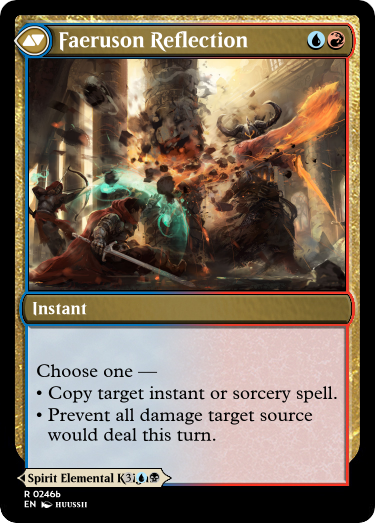 Faeruson Reflection
Instant
Choose one —
• Copy target instant or sorcery spell.
• Prevent all damage target source
would deal this turn.
Spirit Elemental
R 0246b
EN HUUSSII